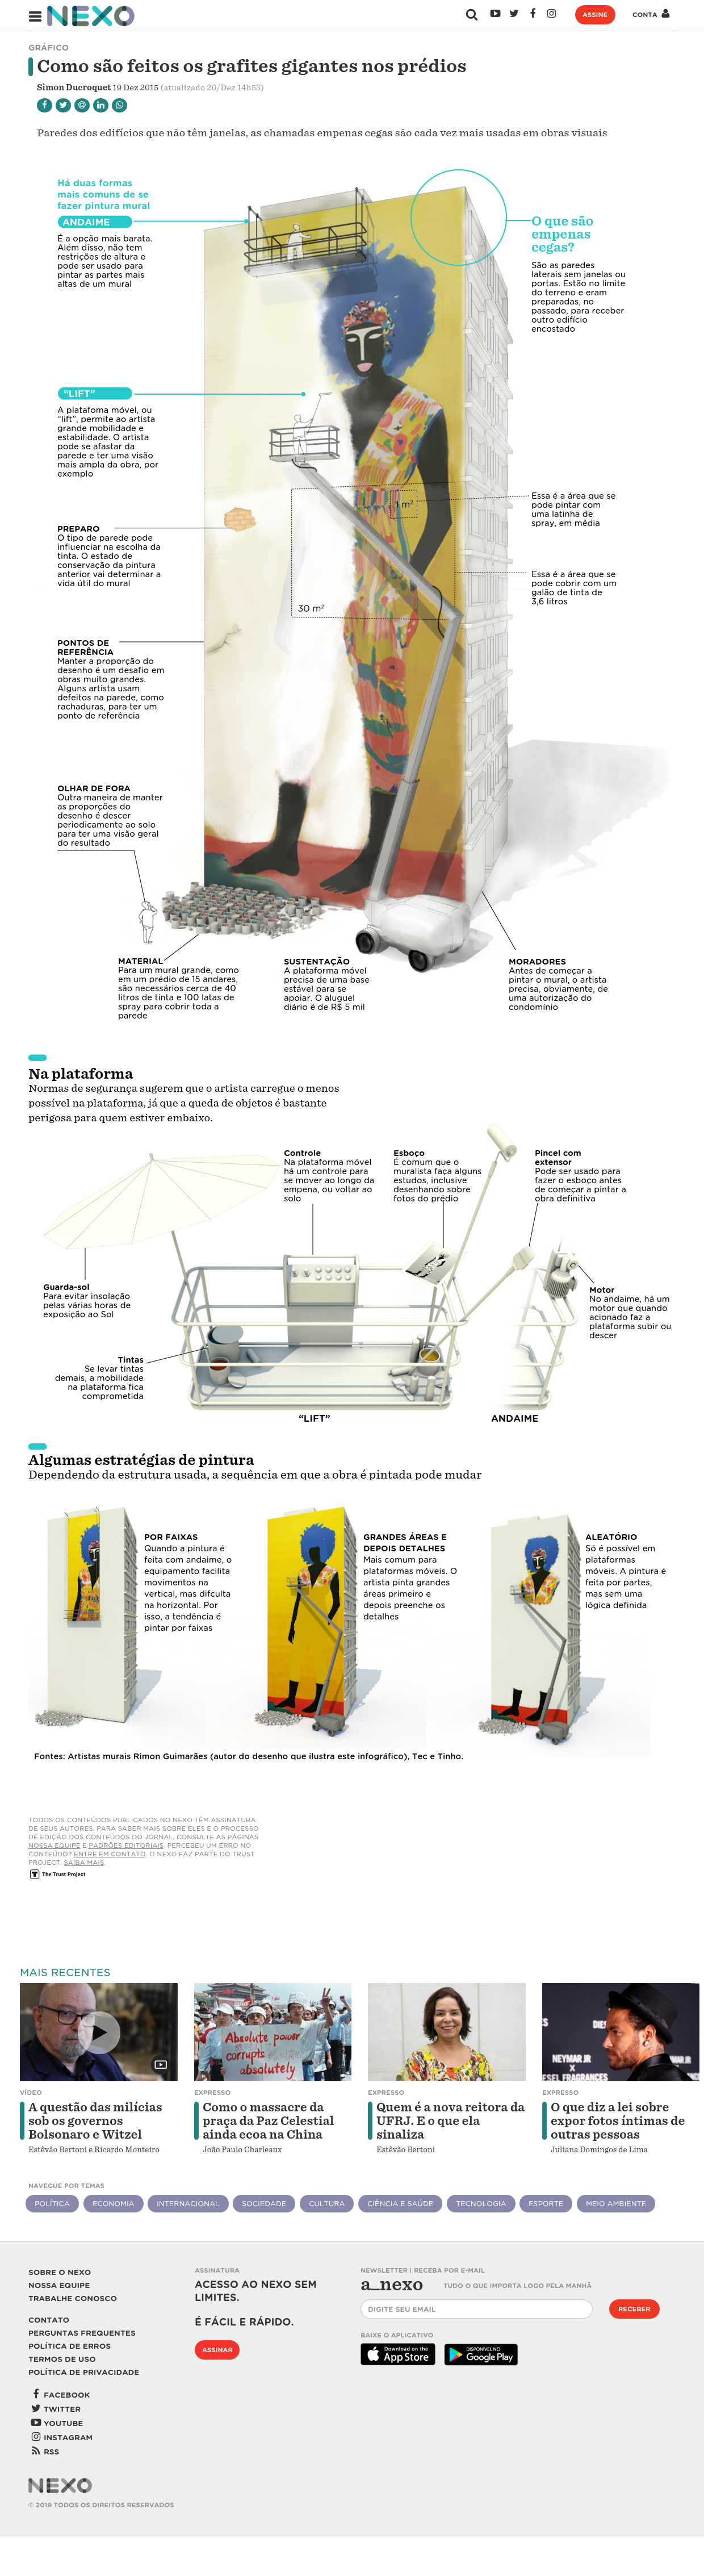 NEXO
ASSINE
CONTA
GRÁFICO
Como são feitos os grafites gigantes nos prédios
Simon Ducroquet 19 Dez 2015 (atualizado 20/Dez 14h53)
Paredes dos edifícios que não têm janelas, as chamadas empenas cegas são cada vez mais usadas em obras visuais
Há duas formas
mais comuns de se
fazer pintura mural
ANDAIME
É a opção mais barata.
Além disso, não tem
restrições de altura e
pode ser usado para
pintar as partes mais
altas de um mural
O que são
empenas
cegas?
São as paredes
laterais sem janelas ou
portas. Estão no limite
do terreno e eram
preparadas, no
passado, para receber
outro edifício
encostado
“LIFT”
A platafoma móvel, ou
“lift”, permite ao artista
grande mobilidade e
estabilidade. O artista
pode se afastar da
parede e ter uma visão
mais ampla da obra, por
exemplo
1 m²
Essa é a área que se
pode pintar com
uma latinha de
spray, em média
PREPARO
O tipo de parede pode
influenciar na escolha da
tinta. O estado de
conservação da pintura
anterior vai determinar a
vida útil do mural
Essa é a área que se
pode cobrir com um
galão de tinta de
3,6 litros
30 m²
PONTOS DE
REFERÊNCIA
Manter a proporção do
desenho é um desafio em
obras muito grandes.
Alguns artista usam
defeitos na parede, como
rachaduras, para ter um
ponto de referência
OLHAR DE FORA
Outra maneira de manter
as proporções do
desenho é descer
periodicamente ao solo
para ter uma visão geral
do resultado
MATERIAL
Para um mural grande, como
em um prédio de 15 andares,
são necessários cerca de 40
litros de tinta e 100 latas de
spray para cobrir toda a
parede
SUSTENTAÇÃO
A plataforma móvel
precisa de uma base
estável para se
apoiar. O aluguel
diário é de R$ 5 mil
MORADORES
Antes de começar a
pintar o mural, o artista
precisa, obviamente, de
uma autorização do
condomínio
Na plataforma
Normas de segurança sugerem que o artista carregue o menos
possível na plataforma, já que a queda de objetos é bastante
perigosa para quem estiver embaixo.
Controle
Na plataforma móvel
há um controle para
se mover ao longo da
empena, ou voltar ao
solo
Esboço
É comum que o
muralista faça alguns
estudos, inclusive
desenhando sobre
fotos do prédio
Pincel com
extensor
Pode ser usado para
fazer o esboço antes
de começar a pintar a
obra definitiva
Guarda-sol
Para evitar insolação
pelas várias horas de
exposição ao Sol
Motor
No andaime, há um
motor que quando
acionado faz a
plataforma subir ou
descer
Tintas
Se levar tintas
demais, a mobilidade
na plataforma fica
comprometida
“LIFT”
ANDAIME
Algumas estratégias de pintura
Dependendo da estrutura usada, a sequência em que a obra é pintada pode mudar
POR FAIXAS
Quando a pintura é
feita com andaime, o
equipamento facilita
movimentos na
vertical, mas difculta
na horizontal. Por
isso, a tendência é
pintar por faixas
GRANDES ÁREAS E
DEPOIS DETALHES
Mais comum para
plataformas móveis. O
artista pinta grandes
áreas primeiro e
depois preenche os
detalhes
ALEATÓRIO
Só é possível em
plataformas
móveis. A pintura é
feita por partes,
mas sem uma
lógica definida
Fontes: Artistas murais Rimon Guimarães (autor do desenho que ilustra este infográfico), Tec e Tinho.
TODOS OS CONTEÚDOS PUBLICADOS NO NEXO TÊM ASSINATURA
DE SEUS AUTORES. PARA SABER MAIS SOBRE ELES E O PROCESSO
DE EDIÇÃO DOS CONTEÚDOS DO JORNAL, CONSULTE AS PÁGINAS
NOSSA EQUIPE E PADRÕES EDITORIAIS. PERCEBEU UM ERRO NO
CONTEÚDO? ENTRE EM CONTATO. O NEXO FAZ PARTE DO TRUST
PROJECT. SAIBA MAIS.
The Trust Project
MAIS RECENTES
Absolute power
corrupts
absolutely
NEYMAR JR
DIESEL FRAGRANCES
VÍDEO
A questão das milícias
sob os governos
Bolsonaro e Witzel
Estêvão Bertoni e Ricardo Monteiro
EXPRESSO
Como o massacre da
praça da Paz Celestial
ainda ecoa na China
João Paulo Charleaux
EXPRESSO
Quem é a nova reitora da
UFRJ. E o que ela
sinaliza
Estêvão Bertoni
EXPRESSO
O que diz a lei sobre
expor fotos íntimas de
outras pessoas
Juliana Domingos de Lima
NAVEGUE POR TEMAS
POLÍTICA
ECONOMIA
INTERNACIONAL
SOCIEDADE
CULTURA
CIÊNCIA E SAÚDE
TECNOLOGIA
ESPORTE
MEIO AMBIENTE
SOBRE O NEXO
NOSSA EQUIPE
TRABALHE CONOSCO
CONTATO
PERGUNTAS FREQUENTES
POLÍTICA DE ERROS
TERMOS DE USO
POLÍTICA DE PRIVACIDADE
FACEBOOK
TWITTER
YOUTUBE
INSTAGRAM
RSS
ASSINATURA
ACESSO AO NEXO SEM
LIMITES.
É FÁCIL E RÁPIDO.
ASSINAR
NEWSLETTER | RECEBA POR E-MAIL
a_nexo
TUDO O QUE IMPORTA LOGO PELA MANHÃ
DIGITE SEU EMAIL
RECEBER
BAIXE O APLICATIVO
Download on the
App Store
DISPONÍVEL NO
Google Play
NEXO
© 2019 TODOS OS DIREITOS RESERVADOS